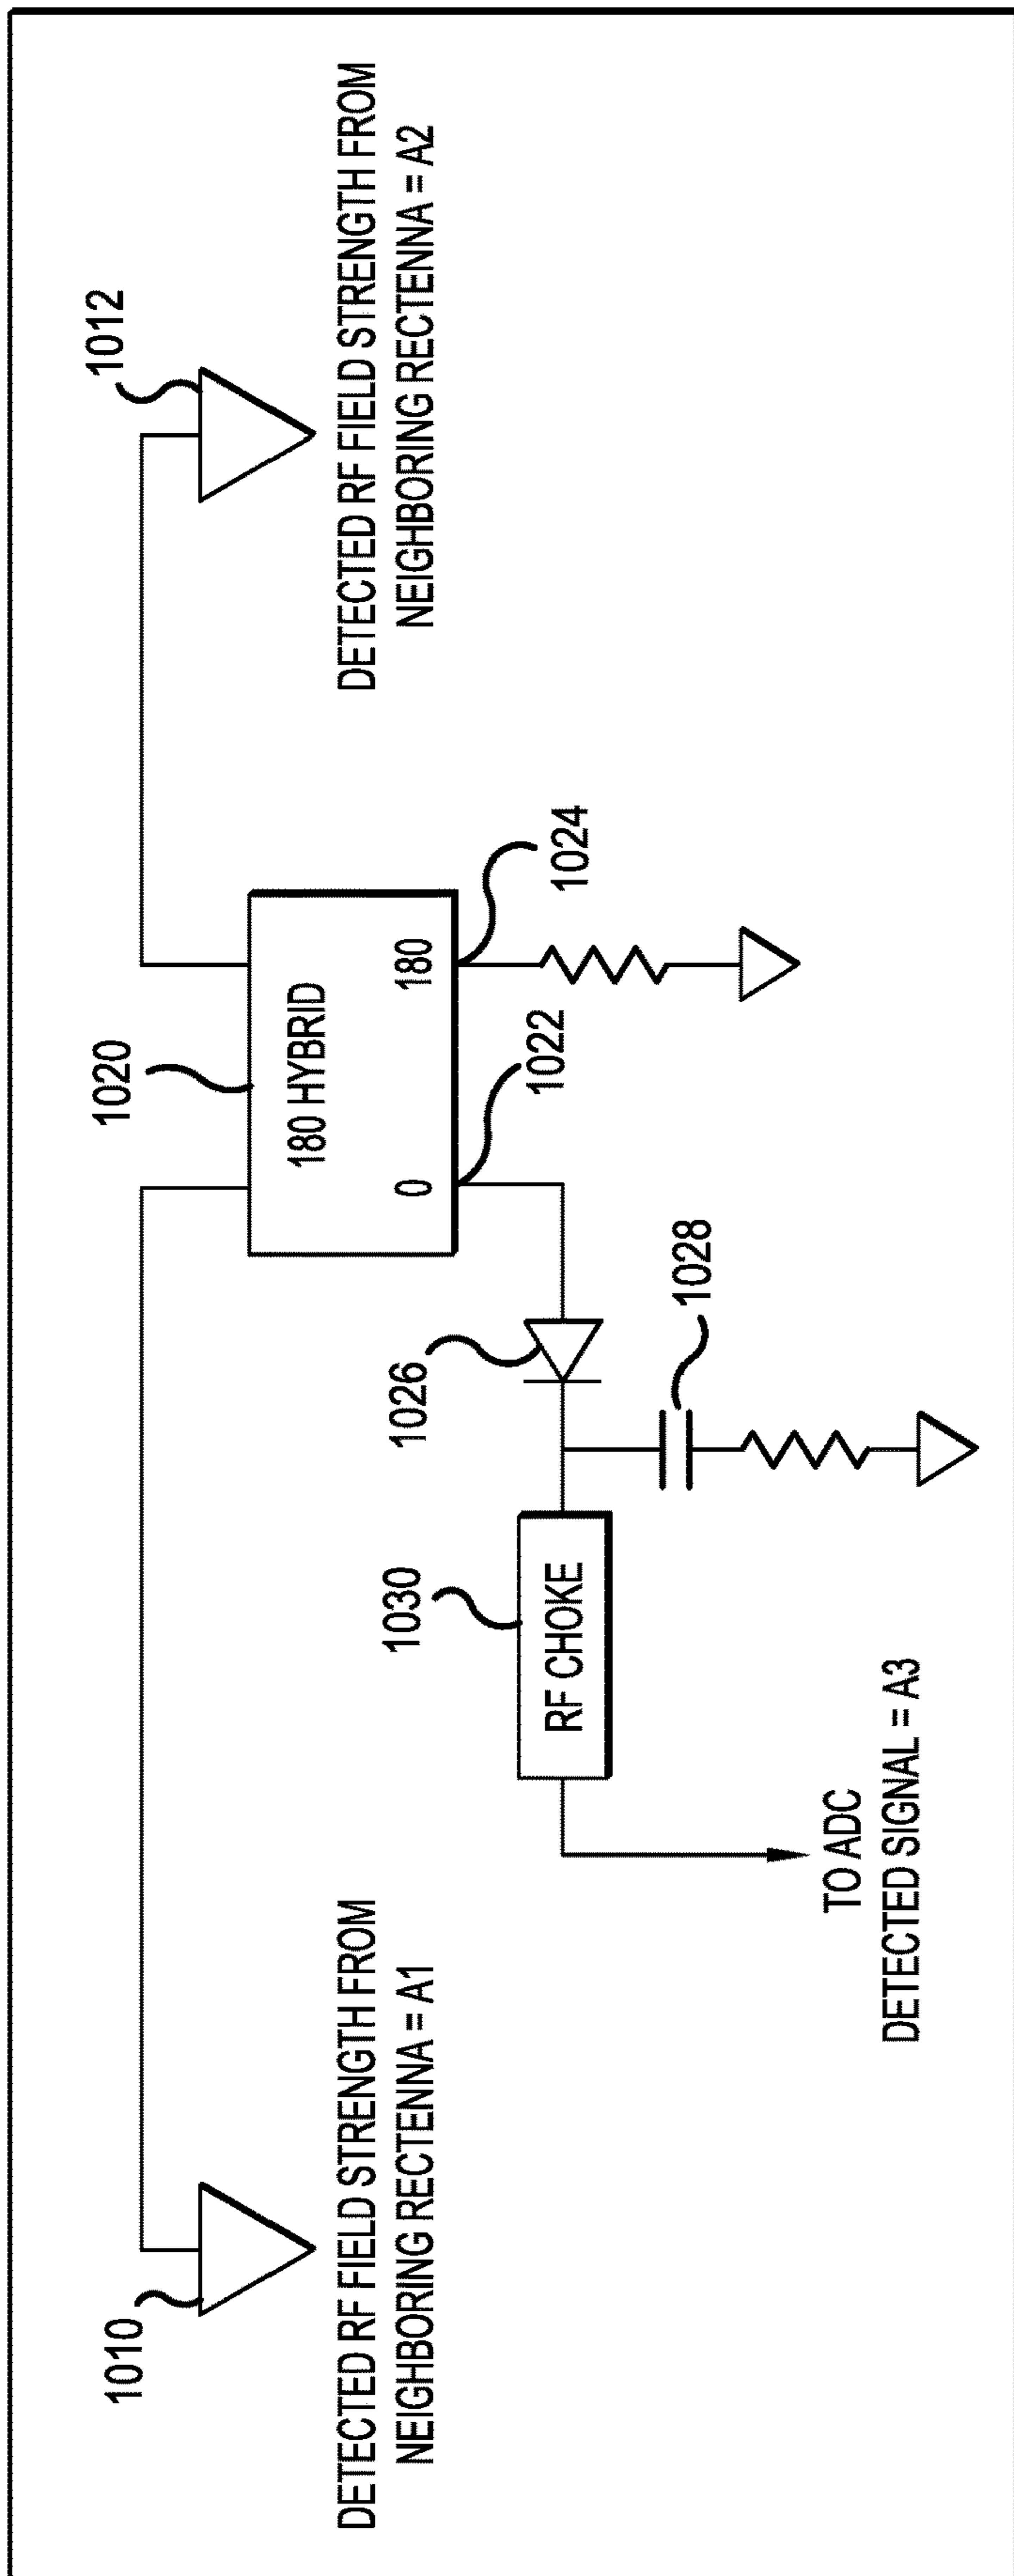 1010
DETECTED RF FIELD STRENGTH FROM
NEIGHBORING RECTENNA = A1
1020
180 HYBRID
0
180
1022
1024
1012
DETECTED RF FIELD STRENGTH FROM
NEIGHBORING RECTENNA = A2
1026
1028
1030
RF CHOKE
TO ADC
DETECTED SIGNAL = A3